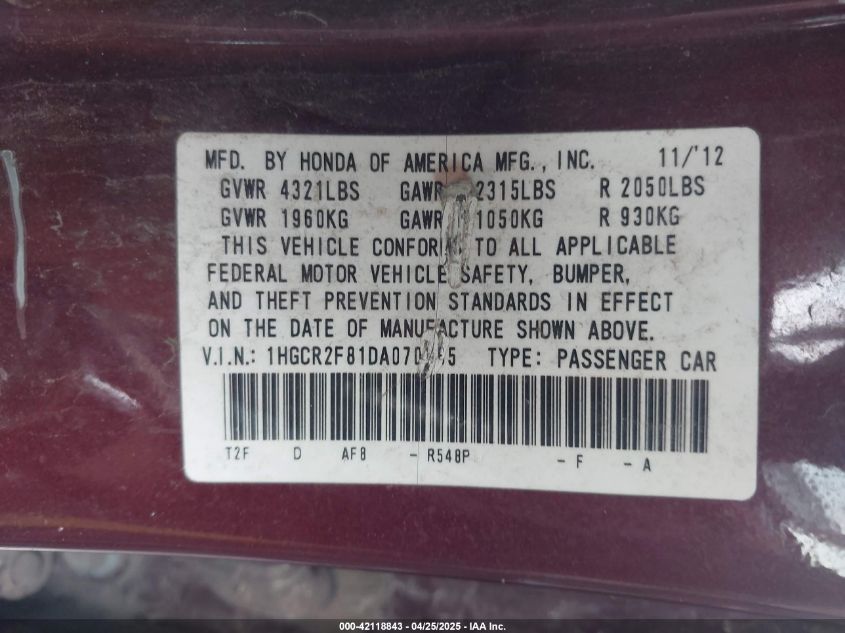 MFD. BY HONDA OF AMERICA MFG., INC. 11/'12
GVWR 4321LBS GAWR 2315LBS R 2050LBS
GVWR 1960KG GAWR 1050KG R 930KG
THIS VEHICLE TO ALL APPLICABLE
FEDERAL MOTOR VEHICLE SAFETY, BUMPER,
AND THEFT PREVENTION STANDARDS IN EFFECT
ON THE DATE OF MANUFACTURE SHOWN ABOVE.
V.I.N.: TYPE: PASSENGER CAR
T2F D AF8 - R548P - F - A
000-42118843 - 04/25/2025 - IAA Inc.